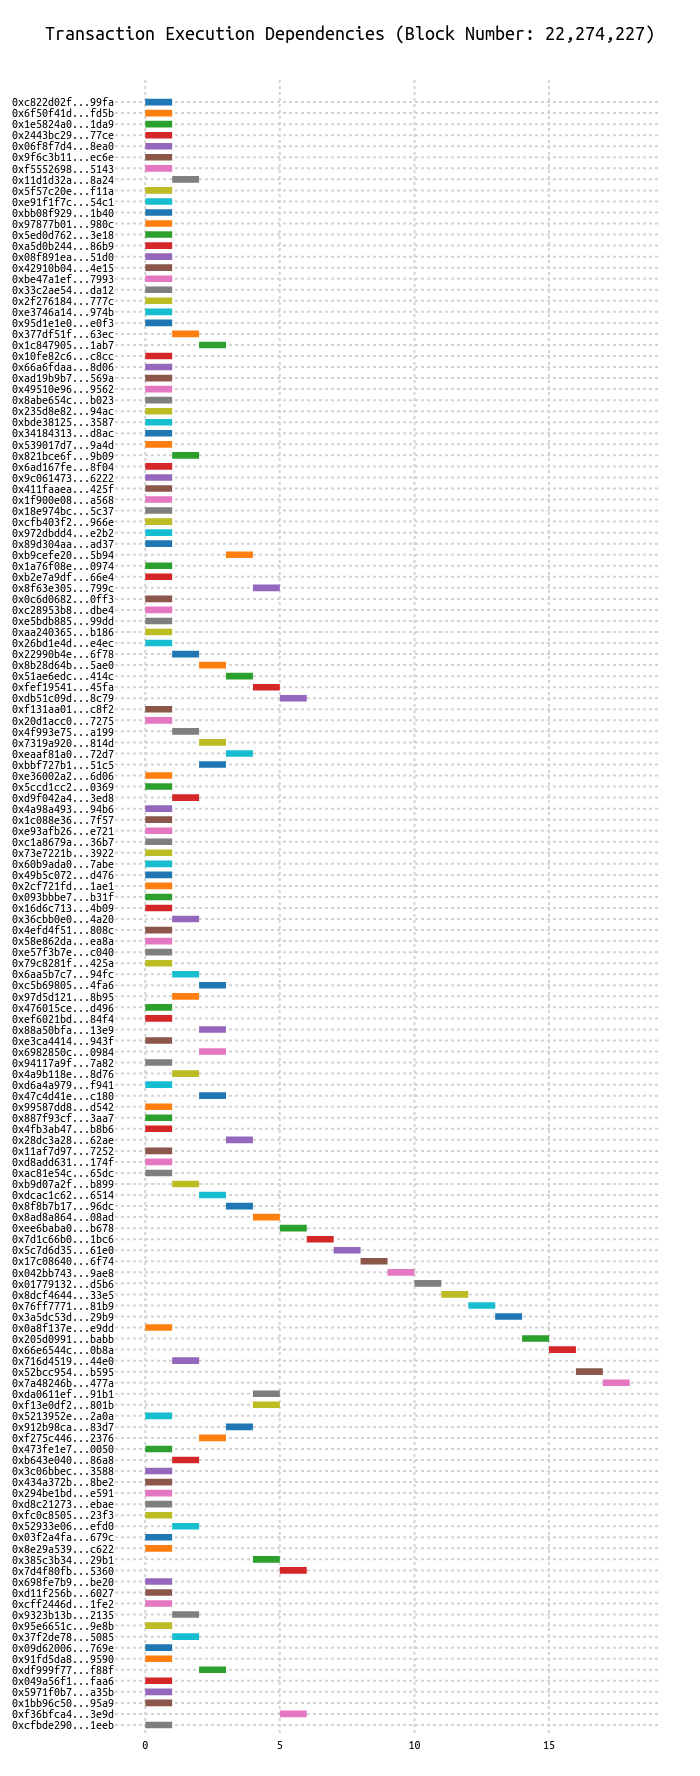 Transaction Execution Dependencies (Block Number: 22,274,227)
0xc822d02f...99fa
0x6f50f41d...fd5b
0x1e5824a0...1da9
0x2443bc29...77ce
0x06f8f7d4...8ea0
0x9f6c3b11...ec6e
0xf5552698...5143
0x11d1d32a...8a24
0x5f57c20e...f11a
0xe91f1f7c...54c1
0xbb08f929...1b40
0x97877b01...980c
0x5ed0d762...3e18
0xa5d0b244...86b9
0x08f891ea...51d0
0x42910b04...4e15
0xbe47a1ef...7993
0x33c2ae54...da12
0x2f276184...777c
0xe3746a14...974b
0x95d1e1e0...e0f3
0x377df51f...63ec
0x1c847905...1ab7
0x10fe82c6...c8cc
0x66a6fdaa...8d06
0xad19b9b7...569a
0x49510e96...9562
0x8abe654c...b023
0x235d8e82...94ac
0xbde38125...3587
0x34184313...d8ac
0x539017d7...9a4d
0x821bce6f...9b09
0x6ad167fe...8f04
0x9c061473...6222
0x411faaea...425f
0x1f900e08...a568
0x18e974bc...5c37
0xcfb403f2...966e
0x972dbdd4...e2b2
0x89d304aa...ad37
0xb9cefe20...5b94
0x1a76f08e...0974
0xb2e7a9df...66e4
0x8f63e305...799c
0x0c6d0682...0ff3
0xc28953b8...dbe4
0xe5bdb885...99dd
0xaa240365...b186
0x26bd1e4d...e4ec
0x22990b4e...6f78
0x8b28d64b...5ae0
0x51ae6edc...414c
0xfef19541...45fa
0xdb51c09d...8c79
0xf131aa01...c8f2
0x20d1acc0...7275
0x4f993e75...a199
0x7319a920...814d
0xeaaf81a0...72d7
0xbbf727b1...51c5
0xe36002a2...6d06
0x5ccd1cc2...0369
0xd9f042a4...3ed8
0x4a98a493...94b6
0x1c088e36...7f57
0xe93afb26...e721
0xc1a8679a...36b7
0x73e7221b...3922
0x60b9ada0...7abe
0x49b5c072...d476
0x2cf721fd...1ae1
0x093bbbe7...b31f
0x16d6c713...4b09
0x36cbb0e0...4a20
0x4efd4f51...808c
0x58e862da...ea8a
0xe57f3b7e...c040
0x79c8281f...425a
0x6aa5b7c7...94fc
0xc5b69805...4fa6
0x97d5d121...8b95
0x476015ce...d496
0xef6021bd...84f4
0x88a50bfa...13e9
0xe3ca4414...943f
0x6982850c...0984
0x94117a9f...7a82
0x4a9b118e...8d76
0xd6a4a979...f941
0x47c4d41e...c180
0x99587dd8...d542
0x887f93cf...3aa7
0x4fb3ab47...b8b6
0x28dc3a28...62ae
0x11af7d97...7252
0xd8add631...174f
0xac81e54c...65dc
0xb9d07a2f...b899
0xdcac1c62...6514
0x8f8b7b17...96dc
0x8ad8a864...08ad
0xee6baba0...b678
0x7d1c66b0...1bc6
0x5c7d6d35...61e0
0x17c08640...6f74
0x042bb743...9ae8
0x01779132...d5b6
0x8dcf4644...33e5
0x76ff7771...81b9
0x3a5dc53d...29b9
0x0a8f137e...e9dd
0x205d0991...babb
0x66e6544c...0b8a
0x716d4519...44e0
0x52bcc954...b595
0x7a48246b...477a
0xda0611ef...91b1
0xf13e0df2...801b
0x5213952e...2a0a
0x912b98ca...83d7
0xf275c446...2376
0x473fe1e7...0050
0xb643e040...86a8
0x3c06bbec...3588
0x434a372b...8be2
0x294be1bd...e591
0xd8c21273...ebae
0xfc0c8505...23f3
0x52933e06...efd0
0x03f2a4fa...679c
0x8e29a539...c622
0x385c3b34...29b1
0x7d4f80fb...5360
0x698fe7b9...be20
0xd11f256b...6027
0xcff2446d...1fe2
0x9323b13b...2135
0x95e6651c...9e8b
0x37f2de78...5085
0x09d62006...769e
0x91fd5da8...9590
0xdf999f77...f88f
0x049a56f1...faa6
0x5971f0b7...a35b
0x1bb96c50...95a9
0xf36bfca4...3e9d
0xcfbde290...1eeb
0 5 10 15